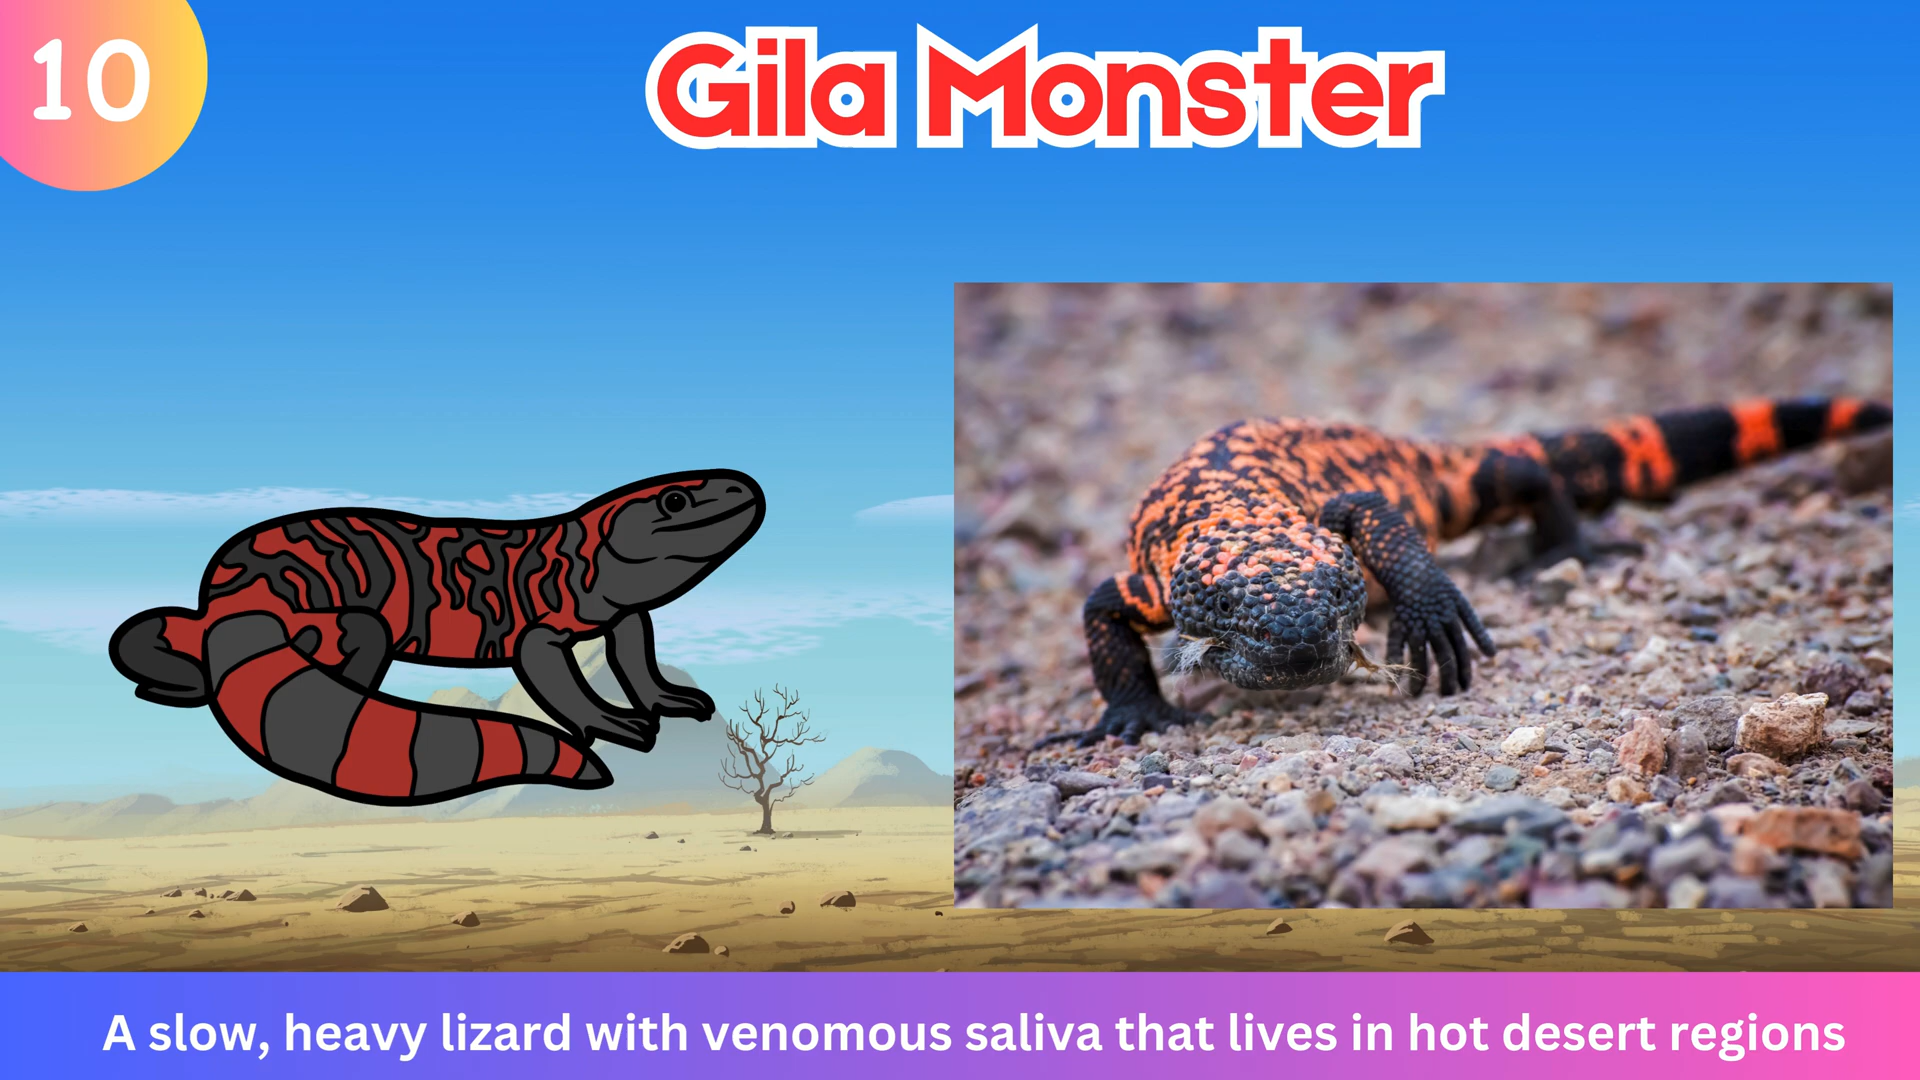 10
Gila Monster
A slow, heavy lizard with venomous saliva that lives in hot desert regions